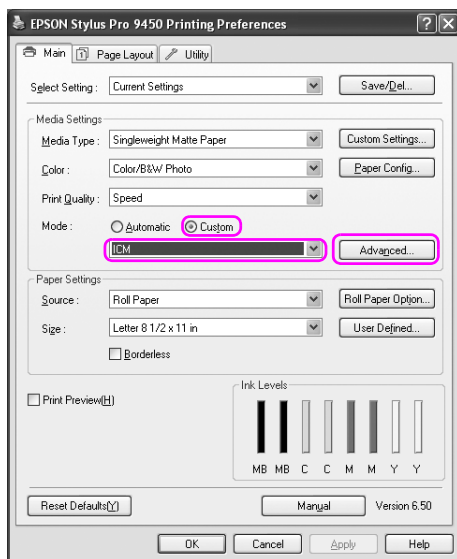 EPSON Stylus Pro 9450 Printing Preferences
Main
Page Layout
Utility
Select Setting :
Current Settings
Save/Del...
Media Settings
Media Type :
Singleweight Matte Paper
Custom Settings...
Color :
Color/B&W Photo
Paper Config...
Print Quality :
Speed
Mode :
Automatic
Custom
ICM
Advanced...
Paper Settings
Source :
Roll Paper
Roll Paper Option...
Size :
Letter 8 1/2 x 11 in
User Defined...
Borderless
Print Preview(H)
Ink Levels
MB MB C C M M Y Y
Reset Defaults(Y)
Manual
Version 6.50
OK
Cancel
Apply
Help